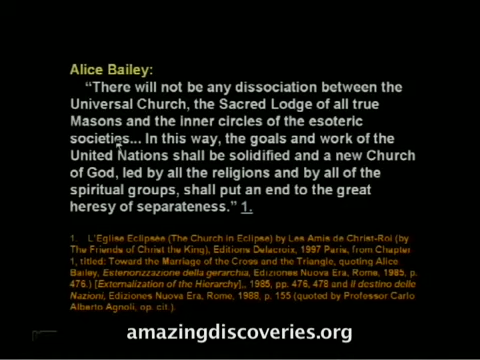 Alice Bailey:
“There will not be any dissociation between the
Universal Church, the Sacred Lodge of all true
Masons and the inner circles of the esoteric
societies... In this way, the goals and work of the
United Nations shall be solidified and a new Church
of God, led by all the religions and by all of the
spiritual groups, shall put an end to the great
heresy of separateness.” 1.
1. L'Eglise Eclipsée (The Church in Eclipse) by Les Amis de Christ-Roi (by
The Friends of Christ the King), Editions Delacroix, 1997 Paris, from Chapter
1, titled: Toward the Marriage of the Cross and the Triangle, quoting Alice
Bailey, Esterionzzazione della gerarchia, Ediziones Nuova Era, Rome, 1985, p.
476.) [Externalization of the Hierarchy],, 1985, pp. 476, 478 and Il destino delle
Nazioni, Ediziones Nuova Era, Rome, 1988, p. 155 (quoted by Professor Carlo
Alberto Agnoli, op. cit.).
amazingdiscoveries.org